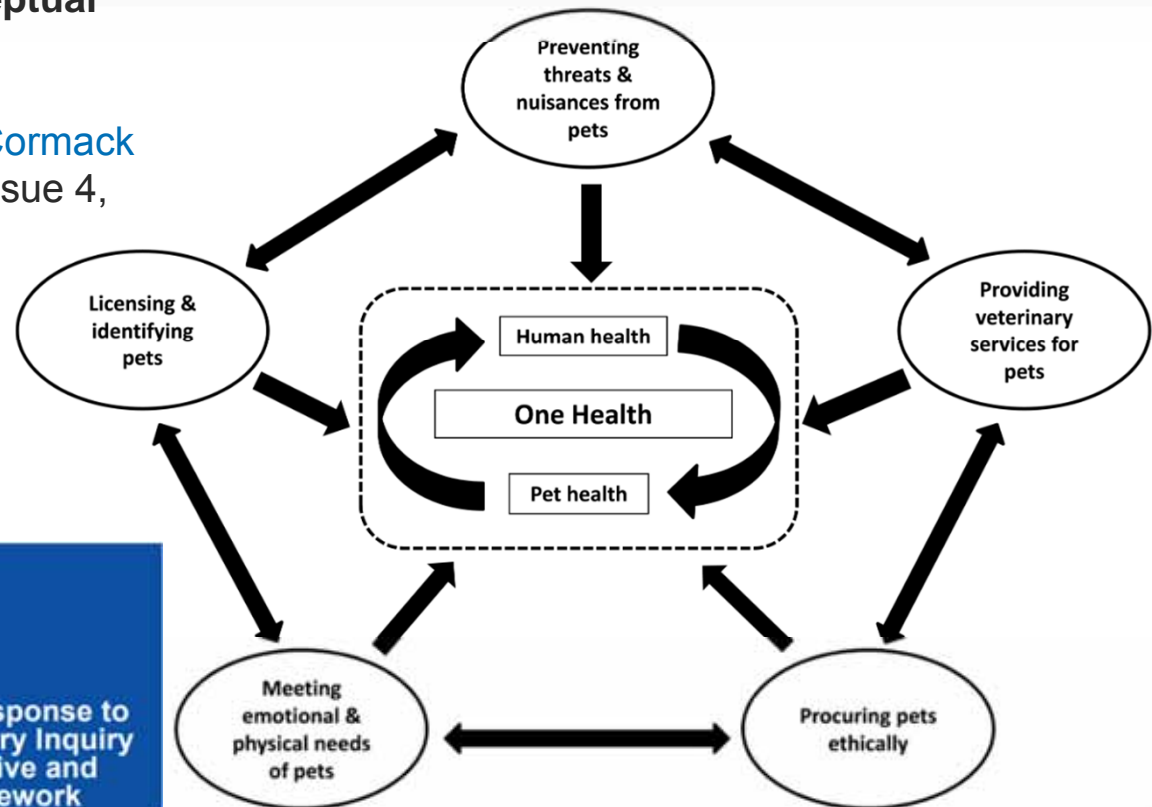 eptual
Cormack
sue 4,
Preventing
threats &
nuisances from
pets
Licensing &
identifying
pets
Providing
veterinary
services for
pets
Human health
One Health
Pet health
Meeting
emotional &
physical needs
of pets
Procuring pets
ethically
sponse to
ry Inquiry
ive and
ework